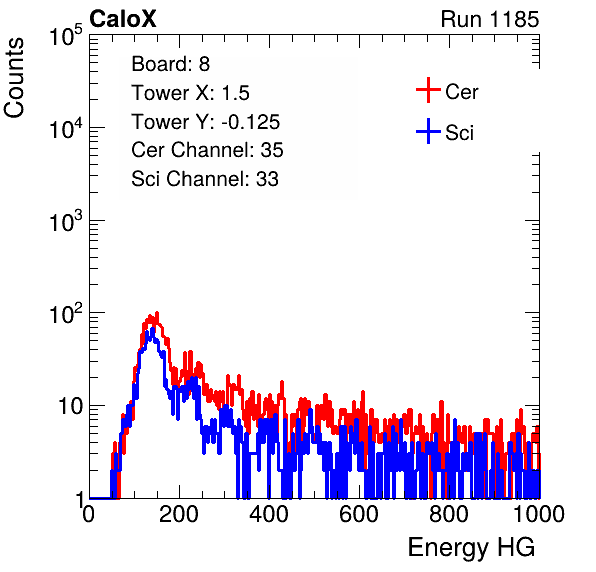 CaloX Run 1185
Counts
10^5
10^4
10^3
10^2
10
1
Board: 8
Tower X: 1.5
Tower Y: -0.125
Cer Channel: 35
Sci Channel: 33
Cer
Sci
0 200 400 600 800 1000
Energy HG